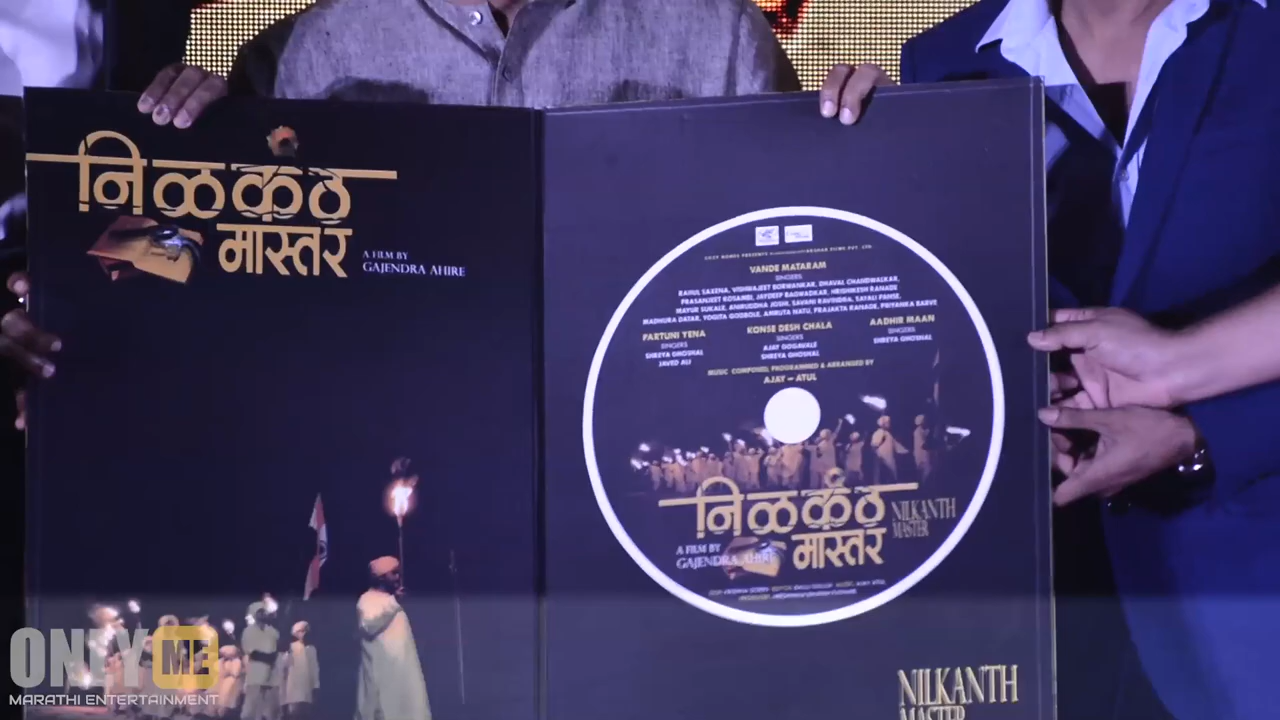 निळकंठ
मास्तर
A FILM BY
GAJENDRA AHIRE
VANDE MATARAM
SINGERS
RAHUL SAXENA, VISHWAJEET BORWANKAR, DHAVAL CHANDWALKAR,
PRASANJEET KOSAMBI, JAYDEEP BAGWADKAR, HRISHIKESH RANADE
MAYUR SUKALE, ANIRUDDHA JOSHI, SAVANI RAVINDRA, SAYALI PANSE,
MADHURA DATAR, YOGITA GODBOLE, AMRUTA NATU, PRAJAKTA RANADE, PRIYANKA BARVE
PARTUNI YENA
SINGERS
SHREYA GHOSHAL
JAVED ALI
KONSE DESH CHALA
SINGERS
AJAY GOGAVALE
SHREYA GHOSHAL
AADHIR MAAN
SINGERS
SHREYA GHOSHAL
MUSIC COMPOSED, PROGRAMMED & ARRANGED BY
AJAY - ATUL
निळकंठ
मास्तर
NILKANTH
MASTER
A FILM BY
GAJENDRA AHIRE
NILKANTH
MASTER
ONLY ME
MARATHI ENTERTAINMENT